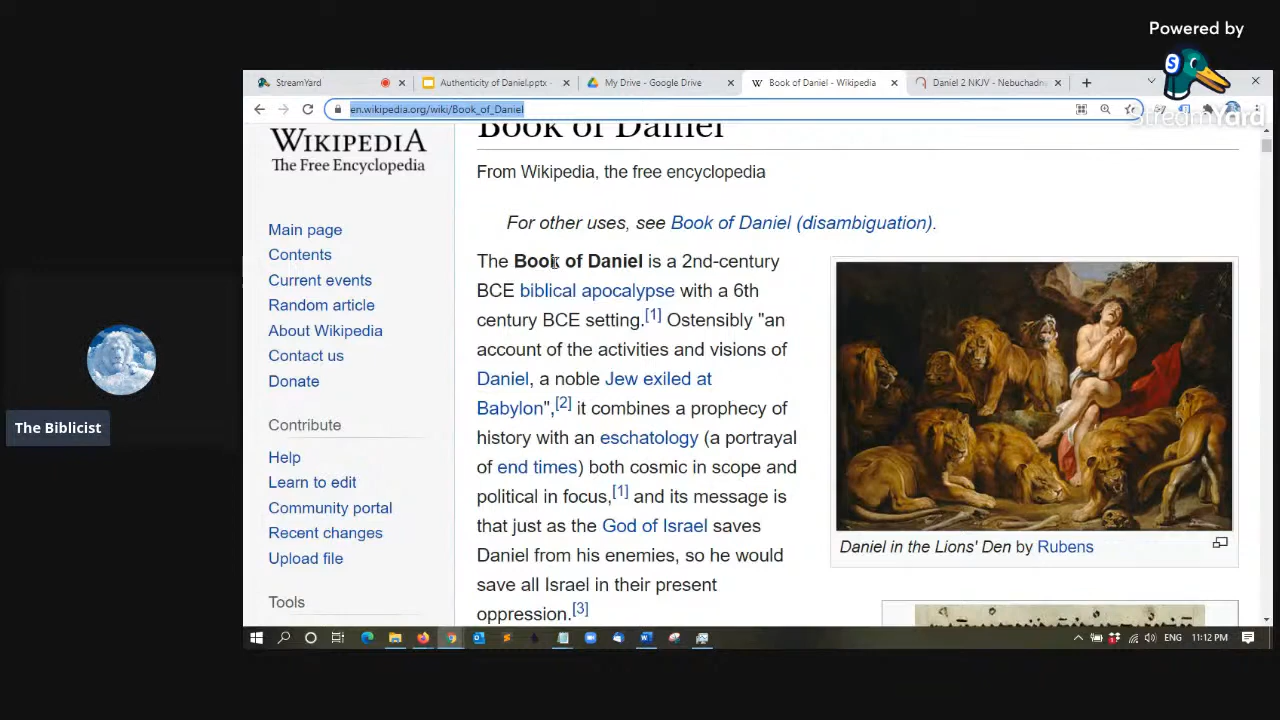 Powered by
StreamYard
StreamYard
Authenticity of Daniel.pptx -
My Drive - Google Drive
Book of Daniel - Wikipedia
Daniel 2 NKJV - Nebuchadn
en.wikipedia.org/wiki/Book_of_Daniel
WIKIPEDIA
The Free Encyclopedia
Main page
Contents
Current events
Random article
About Wikipedia
Contact us
Donate
Contribute
Help
Learn to edit
Community portal
Recent changes
Upload file
Tools
Book of Daniel
From Wikipedia, the free encyclopedia
For other uses, see Book of Daniel (disambiguation).
The Book of Daniel is a 2nd-century
BCE biblical apocalypse with a 6th
century BCE setting.[1] Ostensibly "an
account of the activities and visions of
Daniel, a noble Jew exiled at
Babylon",[2] it combines a prophecy of
history with an eschatology (a portrayal
of end times) both cosmic in scope and
political in focus,[1] and its message is
that just as the God of Israel saves
Daniel from his enemies, so he would
save all Israel in their present
oppression.[3]
Daniel in the Lions' Den by Rubens
The Biblicist
ENG 11:12 PM